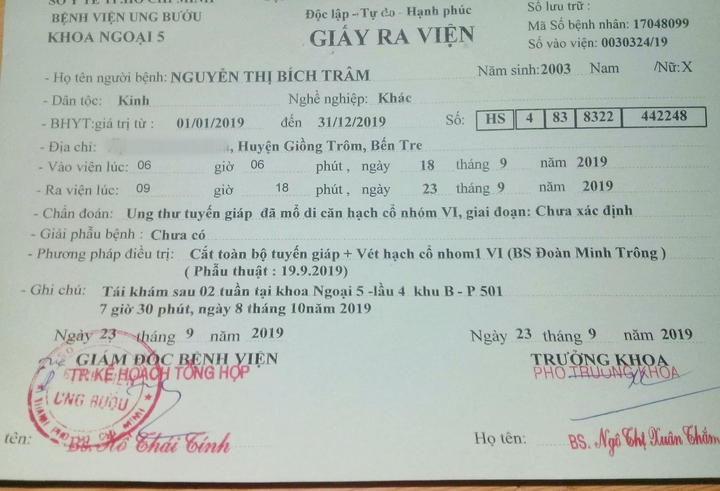 BỆNH VIỆN UNG BƯỚU
KHOA NGOẠI 5
Độc lập – Tự do - Hạnh phúc
GIẤY RA VIỆN
Số lưu trữ :
Mã Số bệnh nhân: 17048099
Số vào viện: 0030324/19
- Họ tên người bệnh: NGUYỄN THỊ BÍCH TRÂM Năm sinh:2003 Nam /Nữ:X
- Dân tộc: Kinh Nghề nghiệp: Khác
- BHYT:giá trị từ : 01/01/2019 đến 31/12/2019 Số: HS 4 83 8322 442248
- Địa chỉ: , Huyện Giồng Trôm, Bến Tre
- Vào viện lúc: 06 giờ 06 phút , ngày 18 tháng 9 năm 2019
- Ra viện lúc: 09 giờ 18 phút, ngày 23 tháng 9 năm 2019
- Chẩn đoán: Ung thư tuyến giáp đã mổ di căn hạch cổ nhóm VI, giai đoạn: Chưa xác định
- Giải phẫu bệnh : Chưa có
- Phương pháp điều trị: Cắt toàn bộ tuyến giáp + Vét hạch cổ nhom1 VI (BS Đoàn Minh Trông )
( Phẫu thuật : 19.9.2019)
- Ghi chú: Tái khám sau 02 tuần tại khoa Ngoại 5 -lầu 4 khu B - P 501
7 giờ 30 phút, ngày 8 tháng 10năm 2019
Ngày 23 tháng 9 năm 2019
GIÁM ĐỐC BỆNH VIỆN
TR.KẾ HOẠCH TỔNG HỢP
UNG BƯỚU
tên: BS. Hồ Thái Tính
Ngày 23 tháng 9 năm 2019
TRƯỞNG KHOA
PHÓ TRƯỞNG KHOA
Họ tên: BS. Ngô Thị Xuân Thắm